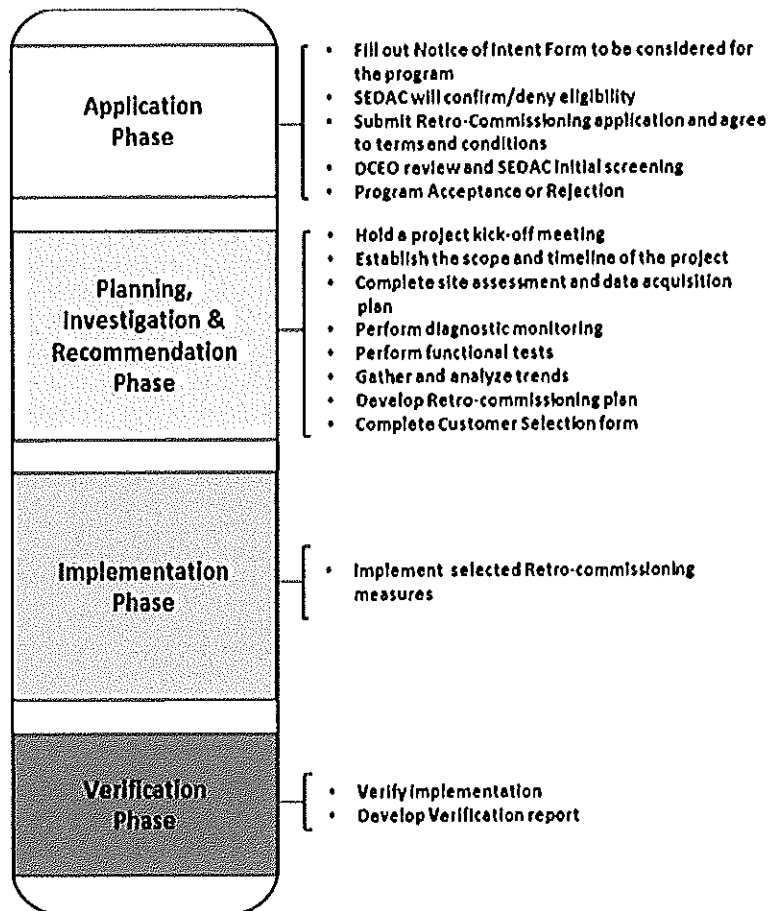 Application
Phase
• Fill out Notice of Intent Form to be considered for
the program
• SEDAC will confirm/deny eligibility
• Submit Retro-Commissioning application and agree
to terms and conditions
• DCEO review and SEDAC initial screening
• Program Acceptance or Rejection
Planning,
Investigation &
Recommendation
Phase
• Hold a project kick-off meeting
• Establish the scope and timeline of the project
• Complete site assessment and data acquisition
plan
• Perform diagnostic monitoring
• Perform functional tests
• Gather and analyze trends
• Develop Retro-commissioning plan
• Complete Customer Selection form
Implementation
Phase
• Implement selected Retro-commissioning
measures
Verification
Phase
• Verify implementation
• Develop Verification report